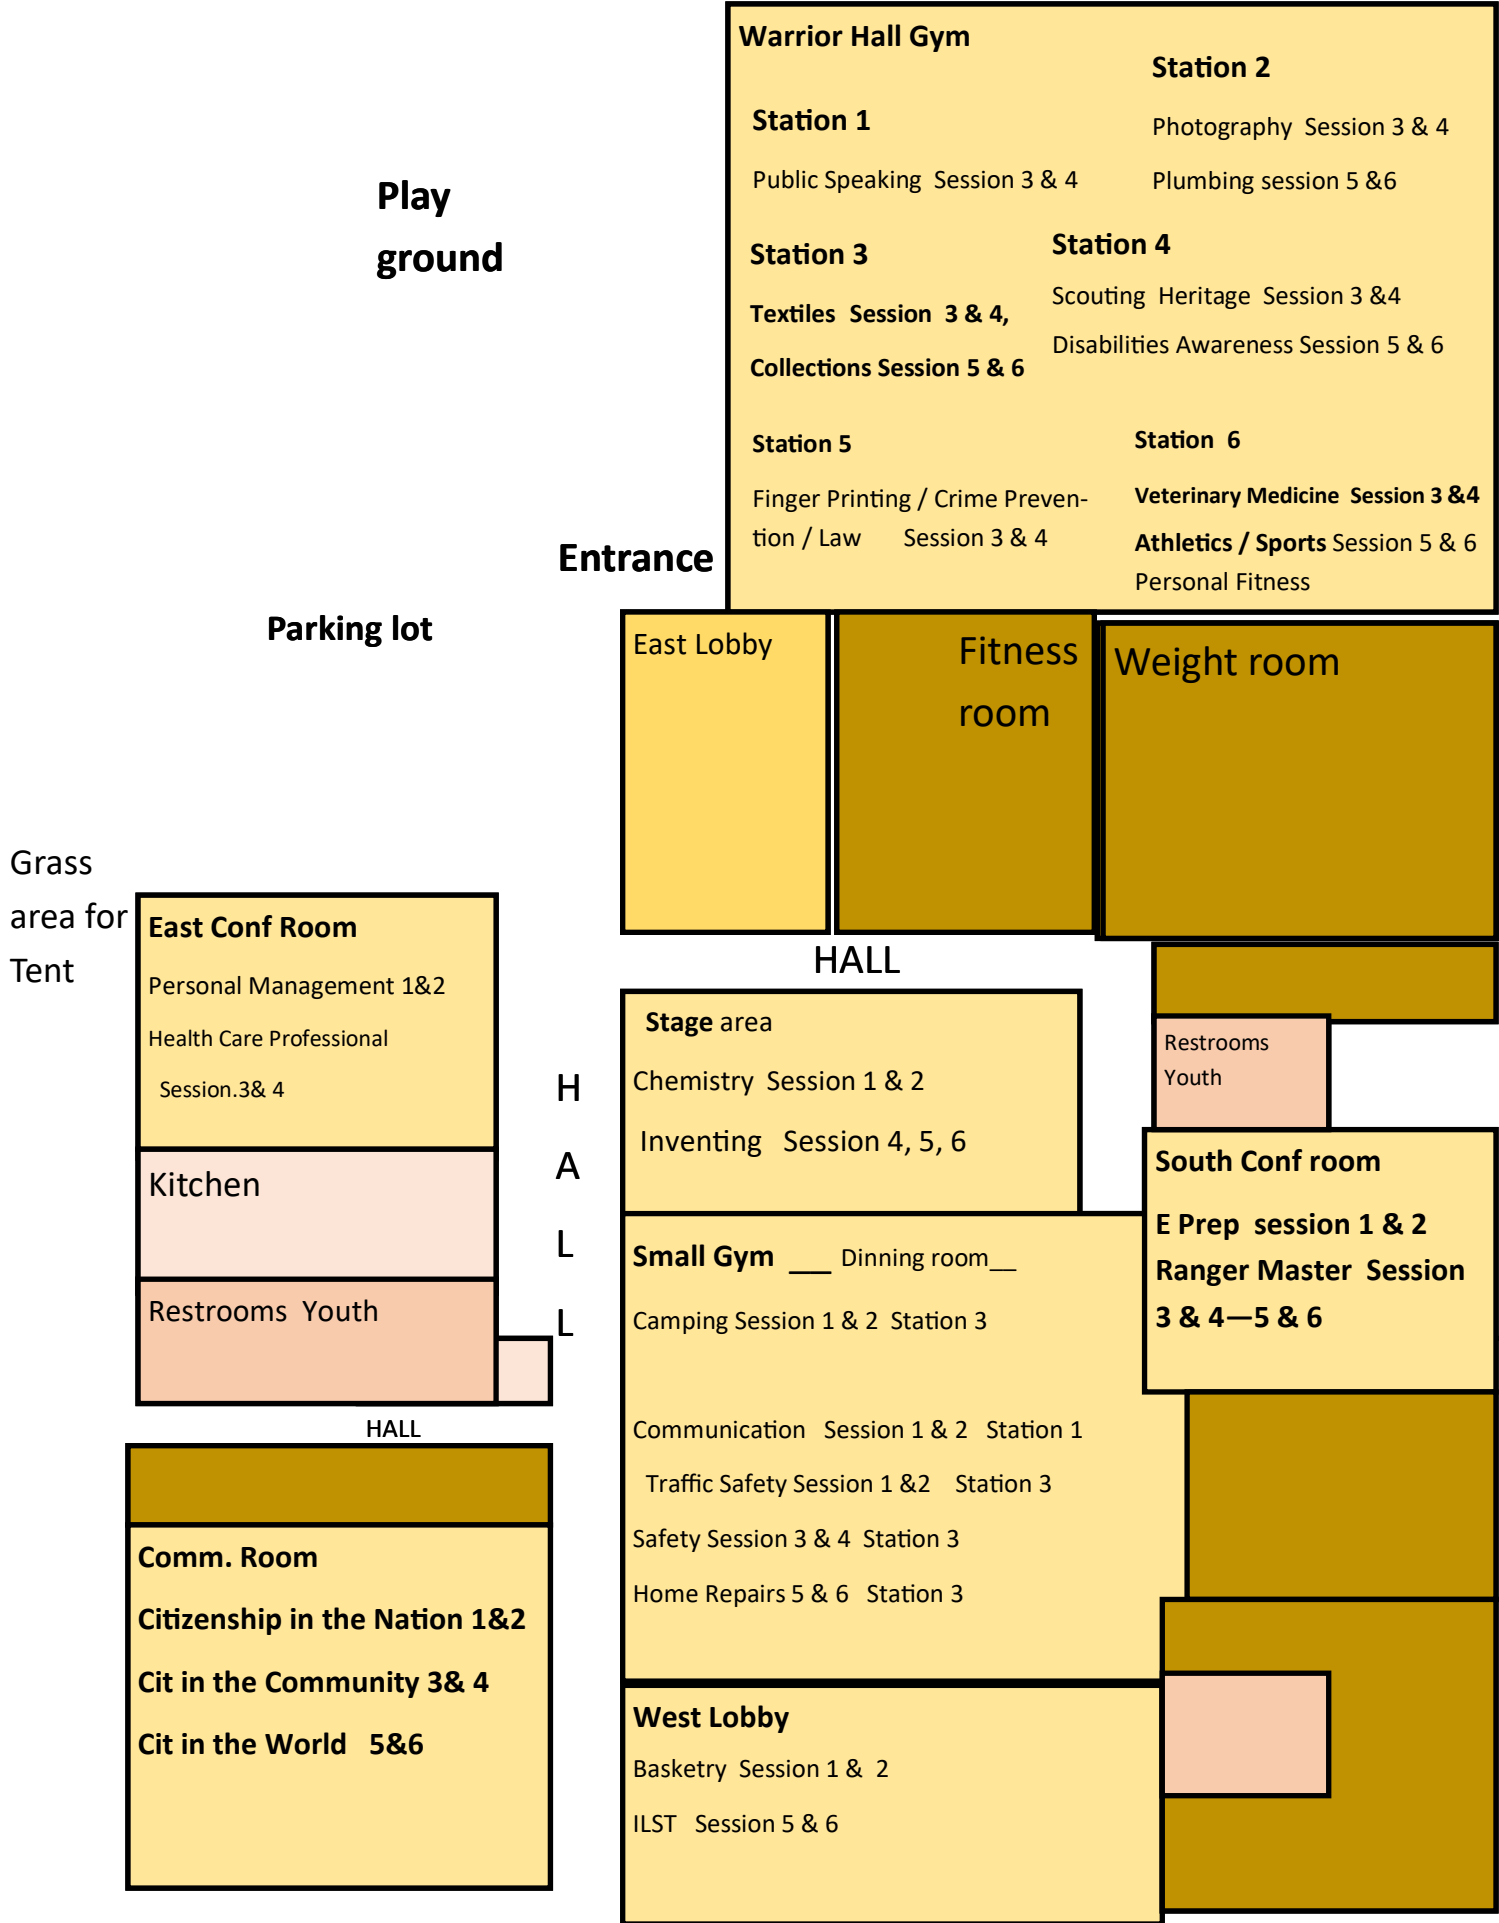 Warrior Hall Gym
Station 2
Station 1
Photography  Session 3 & 4
Public Speaking  Session 3 & 4
Plumbing session 5 &6
Play
ground
Station 3
Station 4
Textiles  Session  3 & 4,
Scouting  Heritage  Session 3 &4
Collections Session 5 & 6
Disabilities Awareness Session 5 & 6
Station 5
Station  6
Finger Printing / Crime Preven-
tion / Law      Session 3 & 4
Veterinary Medicine  Session 3 &4
Athletics / Sports Session 5 & 6
Personal Fitness
Entrance
Parking lot
East Lobby
Fitness
room
Weight room
Grass
area for
Tent
East Conf Room
Personal Management 1&2
Health Care Professional
Session.3& 4
Kitchen
Restrooms  Youth
HALL
H
A
L
L
HALL
Stage area
Chemistry  Session 1 & 2
Inventing   Session 4, 5, 6
Restrooms
Youth
South Conf room
E Prep  session 1 & 2
Ranger Master  Session
3 & 4—5 & 6
Small Gym  ___  Dinning room__
Camping Session 1 & 2  Station 3
Communication   Session 1 & 2   Station 1
Traffic Safety Session 1 &2    Station 3
Safety Session 3 & 4  Station 3
Home Repairs 5 & 6   Station 3
Comm. Room
Citizenship in the Nation 1&2
Cit in the Community 3& 4
Cit in the World   5&6
West Lobby
Basketry  Session 1 &  2
ILST   Session 5 & 6